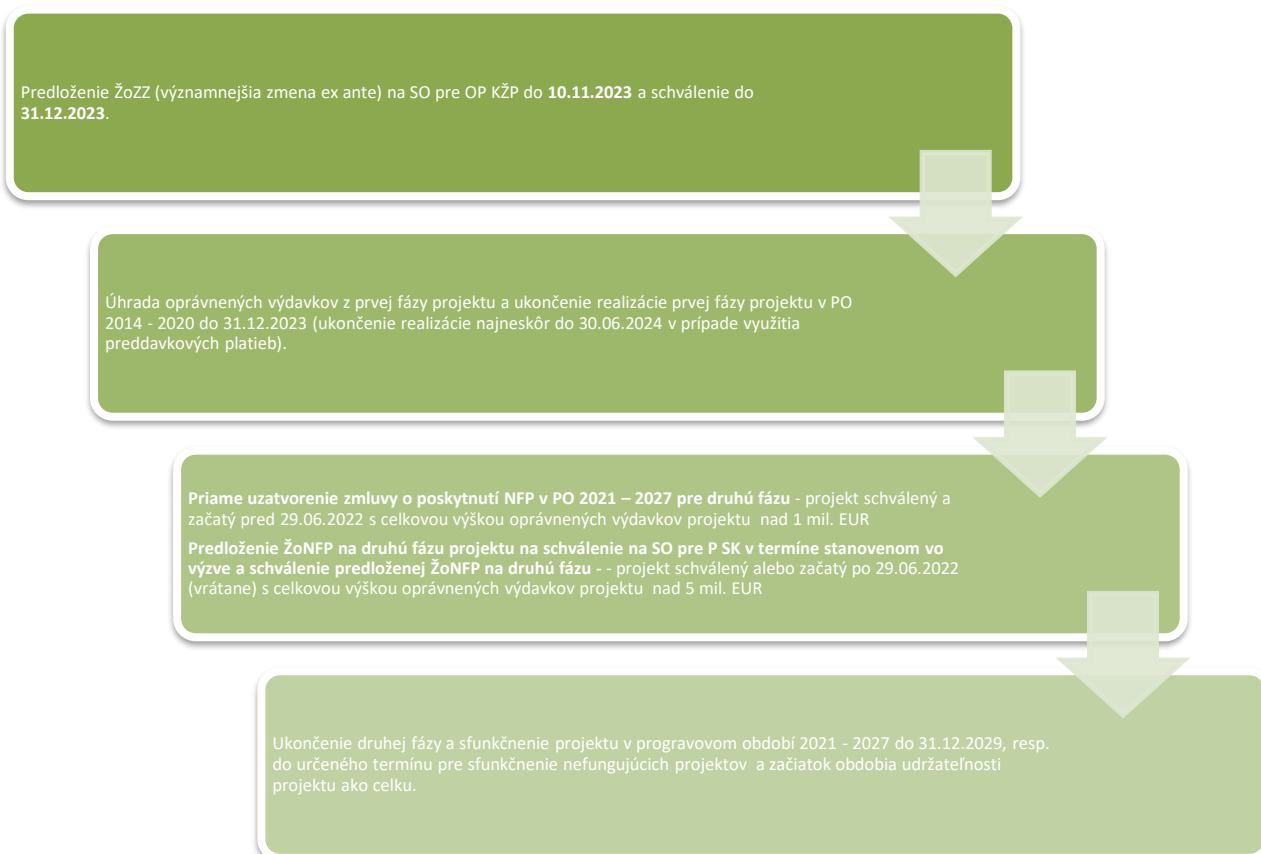 Predloženie ŽoZZ (významnejšia zmena ex ante) na SO pre OP KŽP do 10.11.2023 a schválenie do
31.12.2023.
Úhrada oprávnených výdavkov z prvej fázy projektu a ukončenie realizácie prvej fázy projektu v PO
2014 - 2020 do 31.12.2023 (ukončenie realizácie najneskôr do 30.06.2024 v prípade využitia
preddavkových platieb).
Priame uzatvorenie zmluvy o poskytnutí NFP v PO 2021 – 2027 pre druhú fázu - projekt schválený a
začatý pred 29.06.2022 s celkovou výškou oprávnených výdavkov projektu nad 1 mil. EUR
Predloženie ŽoNFP na druhú fázu projektu na schválenie na SO pre P SK v termíne stanovenom vo
výzve a schválenie predloženej ŽoNFP na druhú fázu - - projekt schválený alebo začatý po 29.06.2022
(vrátane) s celkovou výškou oprávnených výdavkov projektu nad 5 mil. EUR
Ukončenie druhej fázy a sfunkčnenie projektu v progravovom období 2021 - 2027 do 31.12.2029, resp.
do určeného termínu pre sfunkčnenie nefungujúcich projektov a začiatok obdobia udržateľnosti
projektu ako celku.